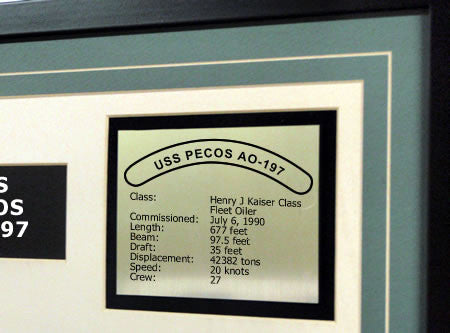 USS PECOS AO-197
Class: Henry J Kaiser Class
Fleet Oiler
Commissioned: July 6, 1990
Length: 677 feet
Beam: 97.5 feet
Draft: 35 feet
Displacement: 42382 tons
Speed: 20 knots
Crew: 27
S
OS
97